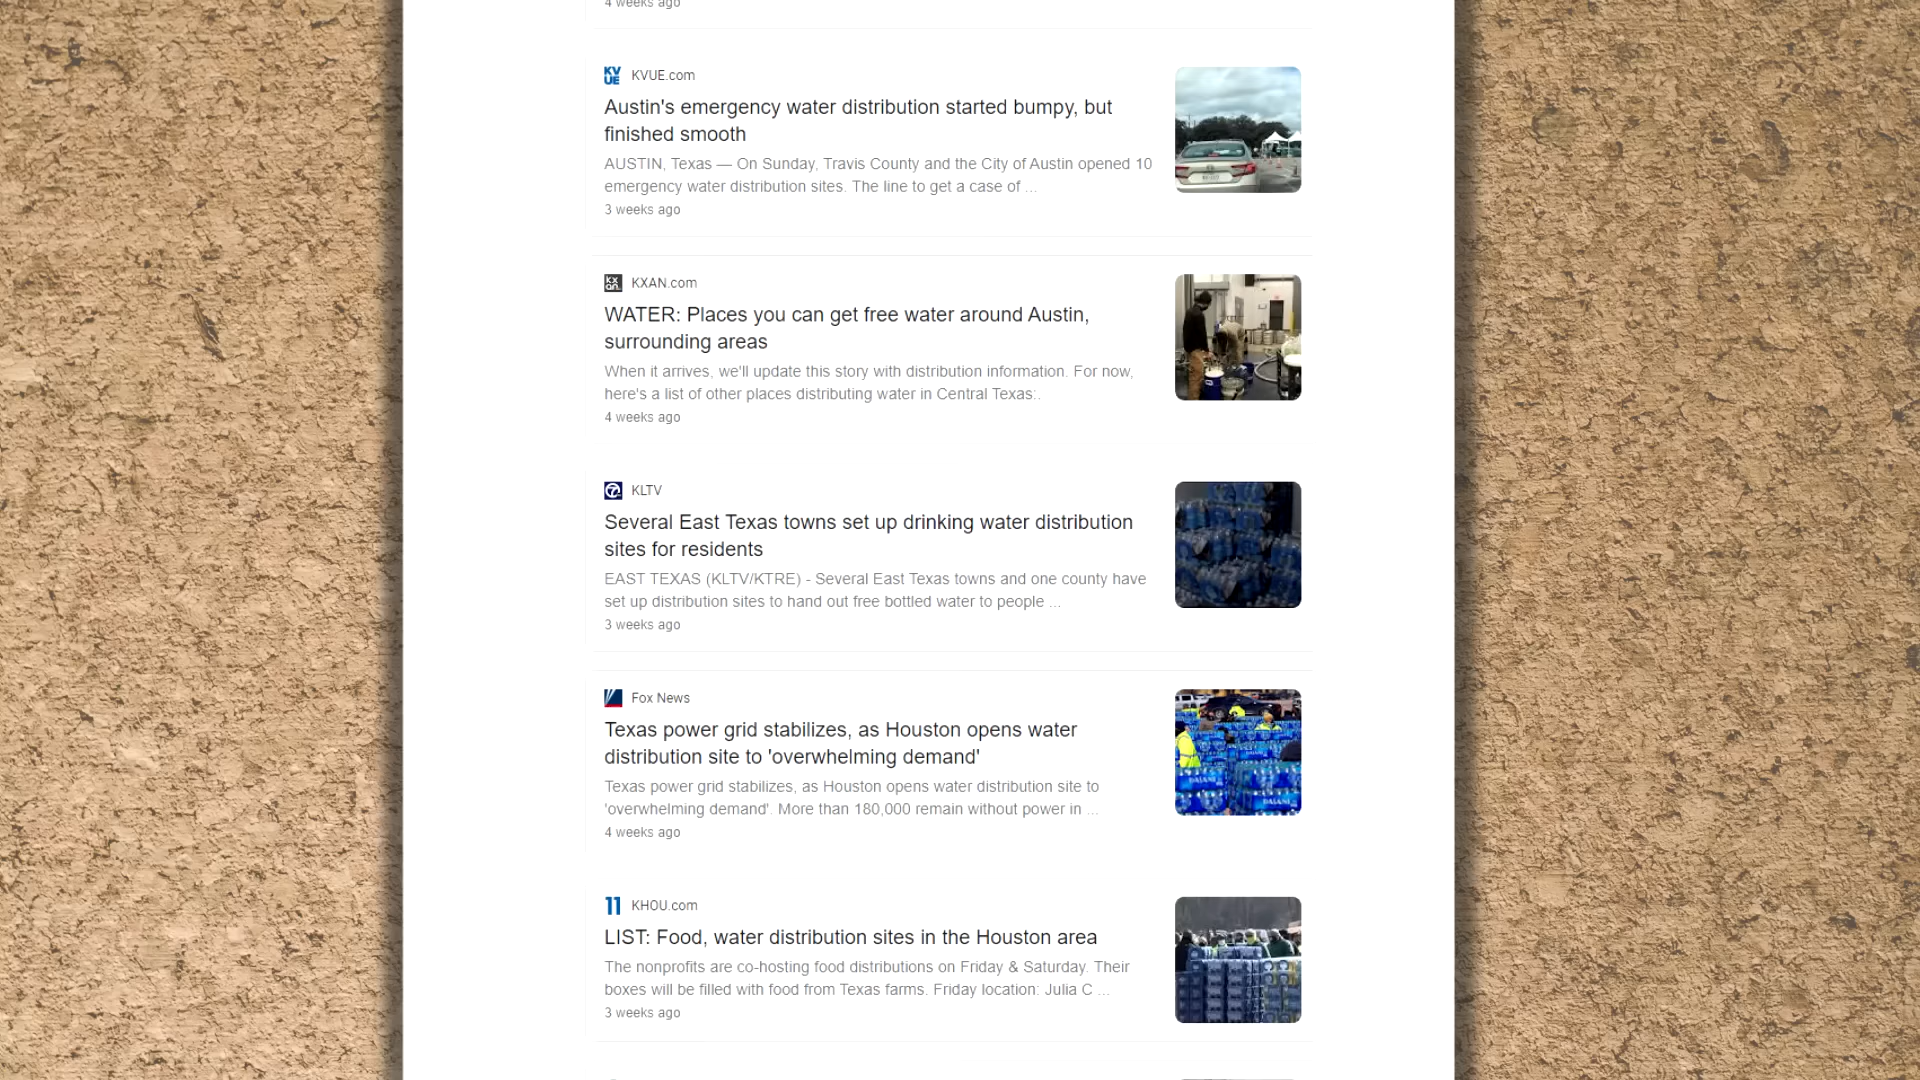 4 weeks ago
KVUE.com
Austin's emergency water distribution started bumpy, but
finished smooth
AUSTIN, Texas — On Sunday, Travis County and the City of Austin opened 10
emergency water distribution sites. The line to get a case of ...
3 weeks ago
KXAN.com
WATER: Places you can get free water around Austin,
surrounding areas
When it arrives, we'll update this story with distribution information. For now,
here's a list of other places distributing water in Central Texas:.
4 weeks ago
KLTV
Several East Texas towns set up drinking water distribution
sites for residents
EAST TEXAS (KLTV/KTRE) - Several East Texas towns and one county have
set up distribution sites to hand out free bottled water to people ...
3 weeks ago
Fox News
Texas power grid stabilizes, as Houston opens water
distribution site to 'overwhelming demand'
Texas power grid stabilizes, as Houston opens water distribution site to
'overwhelming demand'. More than 180,000 remain without power in ...
4 weeks ago
11 KHOU.com
LIST: Food, water distribution sites in the Houston area
The nonprofits are co-hosting food distributions on Friday & Saturday. Their
boxes will be filled with food from Texas farms. Friday location: Julia C ...
3 weeks ago